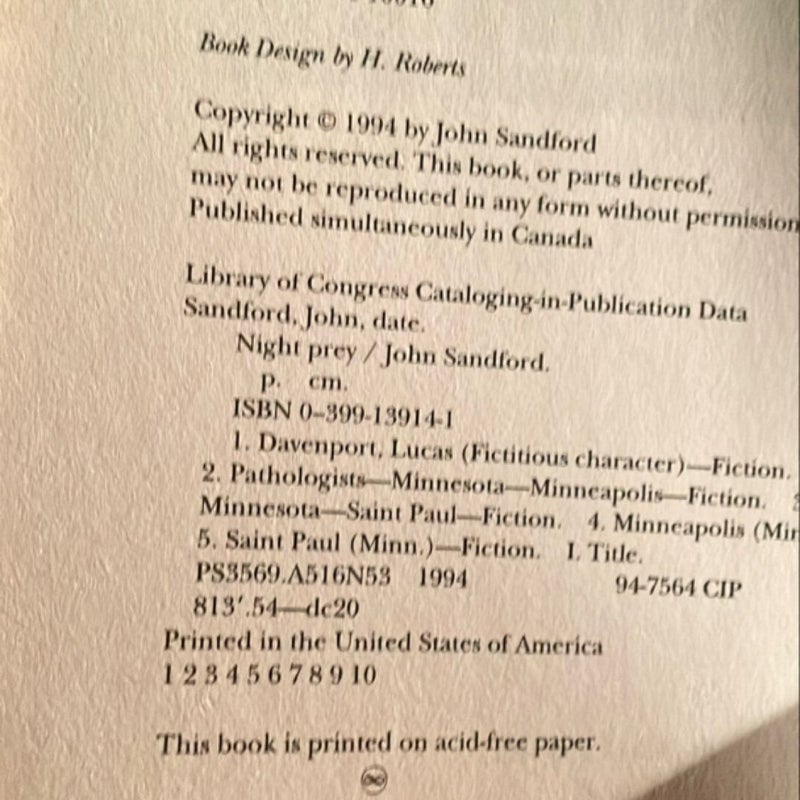 Book Design by H. Roberts
Copyright © 1994 by John Sandford
All rights reserved. This book, or parts thereof,
may not be reproduced in any form without permission
Published simultaneously in Canada
Library of Congress Cataloging-in-Publication Data
Sandford, John, date.
Night prey / John Sandford.
p. cm.
ISBN 0–399-13914-1
1. Davenport, Lucas (Fictitious character)—Fiction.
2. Pathologists—Minnesota—Minneapolis—Fiction.
Minnesota—Saint Paul—Fiction. 4. Minneapolis (Min
5. Saint Paul (Minn.)—Fiction. I. Title.
PS3569.A516N53 1994 94-7564 CIP
813'.54—dc20
Printed in the United States of America
1 2 3 4 5 6 7 8 9 10
This book is printed on acid-free paper.